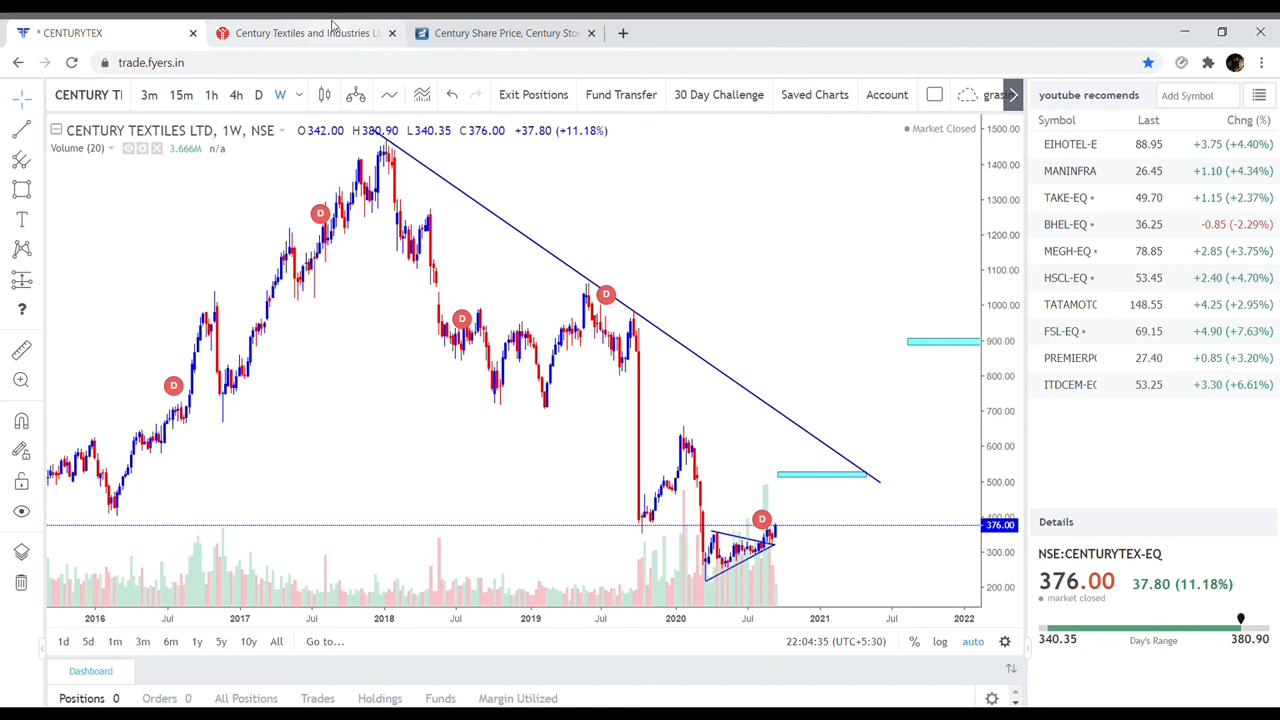 * CENTURYTEX
Century Textiles and Industries Lt
Century Share Price, Century Sto
trade.fyers.in
CENTURY TI 3m 15m 1h 4h D W Exit Positions Fund Transfer 30 Day Challenge Saved Charts Account grasi
CENTURY TEXTILES LTD, 1W, NSE O 342.00 H 380.90 L 340.35 C 376.00 +37.80 (+11.18%)
Market Closed
Volume (20) 3.666M n/a
D
D
D
D
D
1500.00
1400.00
1300.00
1200.00
1100.00
1000.00
900.00
800.00
700.00
600.00
500.00
400.00
376.00
300.00
200.00
2016 Jul 2017 Jul 2018 Jul 2019 Jul 2020 Jul 2021 Jul 2022
1d 5d 1m 3m 6m 1y 5y 10y All Go to... 22:04:35 (UTC+5:30) % log auto
Dashboard
Positions 0 Orders 0 All Positions Trades Holdings Funds Margin Utilized
youtube recomends Add Symbol
Symbol Last Chng (%)
EIHOTEL-E 88.95 +3.75 (+4.40%)
MANINFRA 26.45 +1.10 (+4.34%)
TAKE-EQ 49.70 +1.15 (+2.37%)
BHEL-EQ 36.25 -0.85 (-2.29%)
MEGH-EQ 78.85 +2.85 (+3.75%)
HSCL-EQ 53.45 +2.40 (+4.70%)
TATAMOTO 148.55 +4.25 (+2.95%)
FSL-EQ 69.15 +4.90 (+7.63%)
PREMIERPO 27.40 +0.85 (+3.20%)
ITDCEM-EQ 53.25 +3.30 (+6.61%)
Details
NSE:CENTURYTEX-EQ
376.00 37.80 (11.18%)
market closed
340.35 Day's Range 380.90